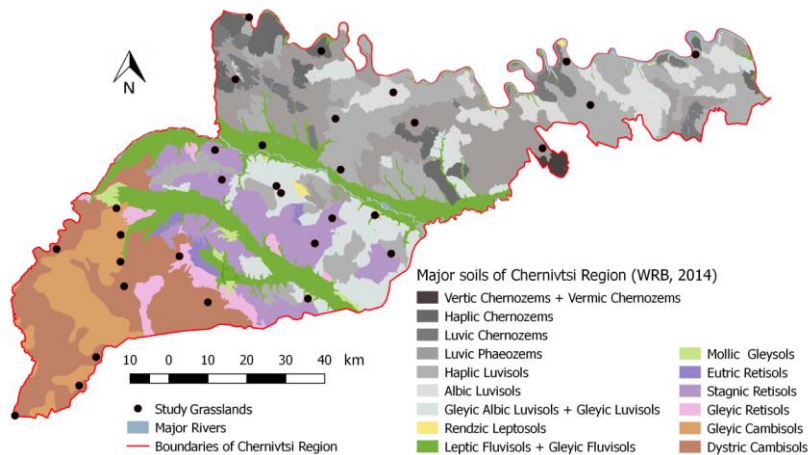 N
Major soils of Chernivtsi Region (WRB, 2014)
Vertic Chernozems + Vermic Chernozems
Haplic Chernozems
Luvic Chernozems
Luvic Phaeozems
Haplic Luvisols
Albic Luvisols
Gleyic Albic Luvisols + Gleyic Luvisols
Rendzic Leptosols
Leptic Fluvisols + Gleyic Fluvisols
Mollic Gleysols
Eutric Retisols
Stagnic Retisols
Gleyic Retisols
Gleyic Cambisols
Dystric Cambisols
10 0 10 20 30 40 km
Study Grasslands
Major Rivers
Boundaries of Chernivtsi Region